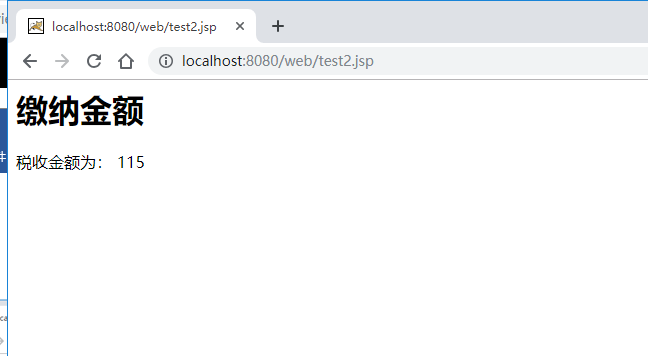 localhost:8080/web/test2.jsp
localhost:8080/web/test2.jsp
缴纳金额
税收金额为： 115